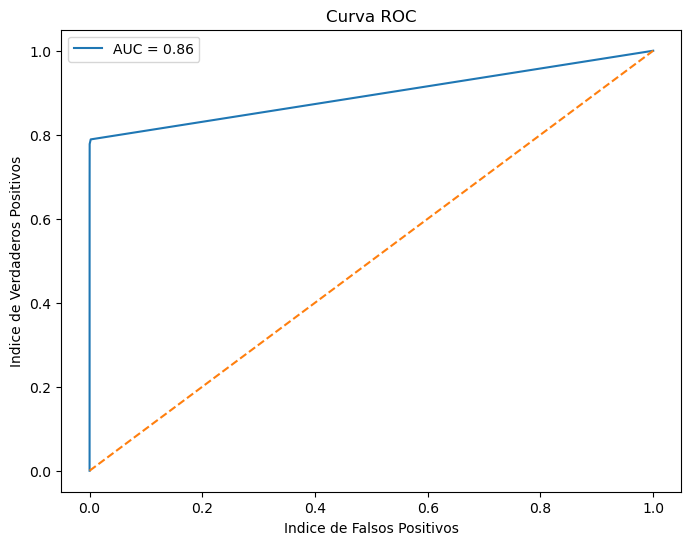 Curva ROC
AUC = 0.86
Indice de Verdaderos Positivos
1.0
0.8
0.6
0.4
0.2
0.0
0.0 0.2 0.4 0.6 0.8 1.0
Indice de Falsos Positivos